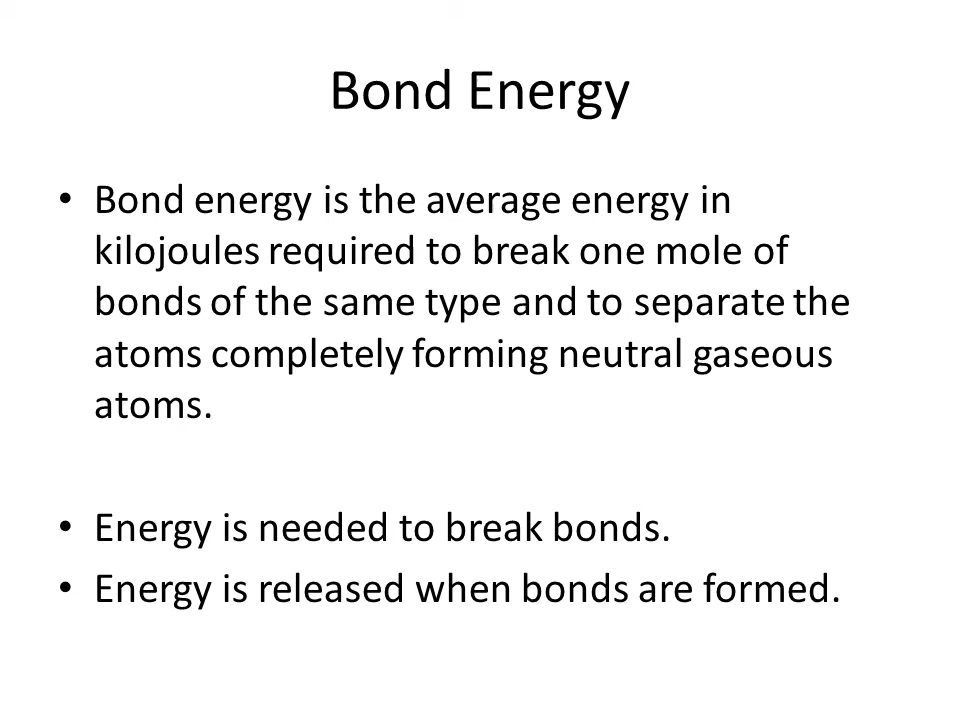 Bond Energy
• Bond energy is the average energy in
kilojoules required to break one mole of
bonds of the same type and to separate the
atoms completely forming neutral gaseous
atoms.
• Energy is needed to break bonds.
• Energy is released when bonds are formed.